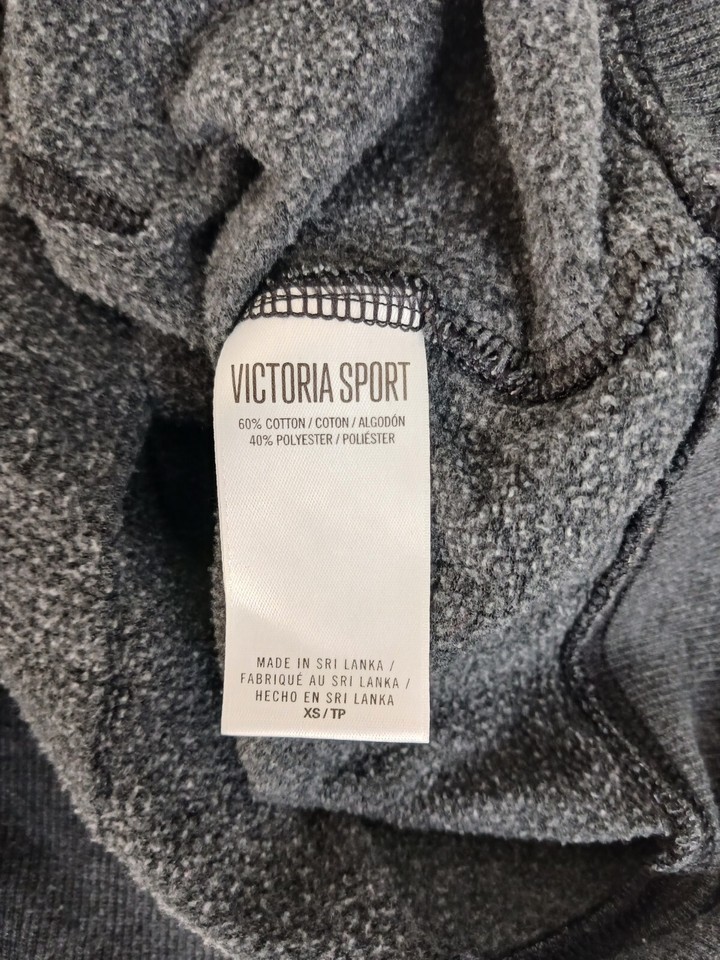 VICTORIA SPORT
60% COTTON / COTON / ALGODÓN
40% POLYESTER / POLIÉSTER
MADE IN SRI LANKA /
FABRIQUÉ AU SRI LANKA /
HECHO EN SRI LANKA
XS / TP